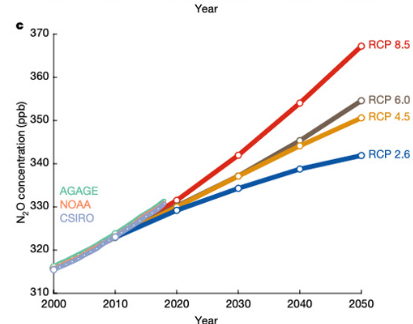 Year
c
370
360
350
340
330
320
310
N2O concentration (ppb)
RCP 8.5
RCP 6.0
RCP 4.5
RCP 2.6
AGAGE
NOAA
CSIRO
2000 2010 2020 2030 2040 2050
Year